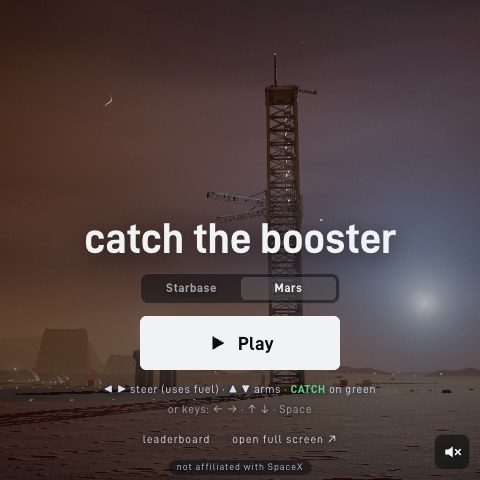 catch the booster
Starbase Mars
▶ Play
◀ ▶ steer (uses fuel) · ▲ ▼ arms · CATCH on green
or keys: ← → · ↑ ↓ · Space
leaderboard open full screen ↗
not affiliated with SpaceX